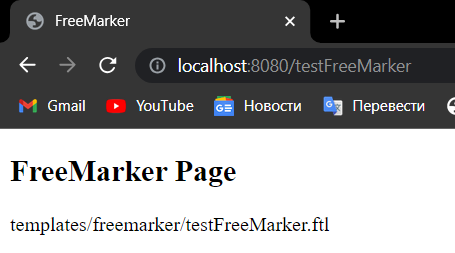 FreeMarker
localhost:8080/testFreeMarker
Gmail YouTube Новости Перевести
FreeMarker Page
templates/freemarker/testFreeMarker.ftl